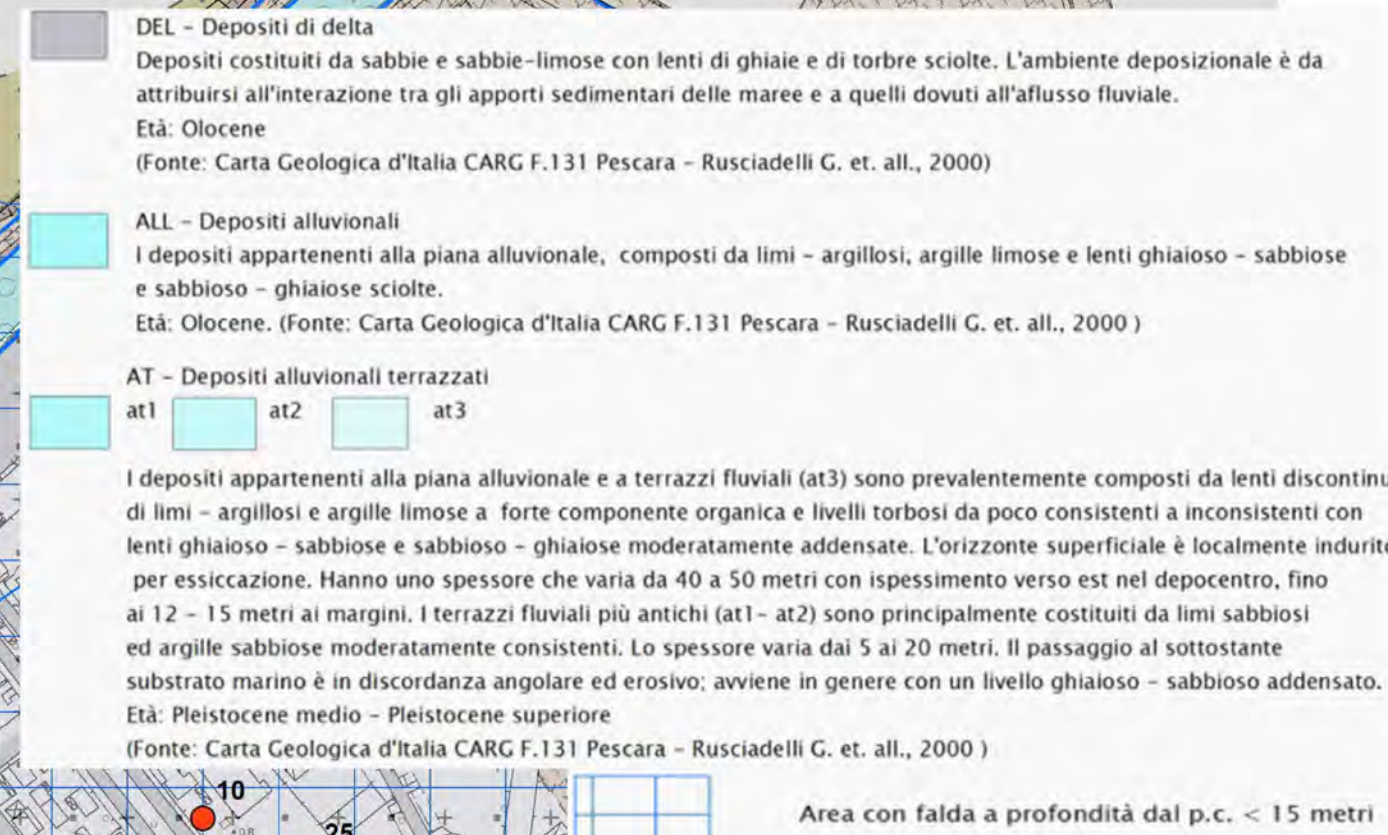 DEL - Depositi di delta
Depositi costituiti da sabbie e sabbie-limose con lenti di ghiaie e di torbre sciolte. L'ambiente deposizionale è da
attribuirsi all'interazione tra gli apporti sedimentari delle maree e a quelli dovuti all'aflusso fluviale.
Età: Olocene
(Fonte: Carta Geologica d'Italia CARG F.131 Pescara - Rusciadelli G. et. all., 2000)
ALL - Depositi alluvionali
I depositi appartenenti alla piana alluvionale, composti da limi - argillosi, argille limose e lenti ghiaioso - sabbiose
e sabbioso - ghiaiose sciolte.
Età: Olocene. (Fonte: Carta Geologica d'Italia CARG F.131 Pescara - Rusciadelli G. et. all., 2000 )
AT - Depositi alluvionali terrazzati
at1 at2 at3
I depositi appartenenti alla piana alluvionale e a terrazzi fluviali (at3) sono prevalentemente composti da lenti discontinu
di limi - argillosi e argille limose a forte componente organica e livelli torbosi da poco consistenti a inconsistenti con
lenti ghiaioso - sabbiose e sabbioso - ghiaiose moderatamente addensate. L'orizzonte superficiale è localmente indurito
per essiccazione. Hanno uno spessore che varia da 40 a 50 metri con ispessimento verso est nel depocentro, fino
ai 12 - 15 metri ai margini. I terrazzi fluviali più antichi (at1- at2) sono principalmente costituiti da limi sabbiosi
ed argille sabbiose moderatamente consistenti. Lo spessore varia dai 5 ai 20 metri. Il passaggio al sottostante
substrato marino è in discordanza angolare ed erosivo; avviene in genere con un livello ghiaioso - sabbioso addensato.
Età: Pleistocene medio - Pleistocene superiore
(Fonte: Carta Geologica d'Italia CARG F.131 Pescara - Rusciadelli G. et. all., 2000 )
10
25
Area con falda a profondità dal p.c. < 15 metri